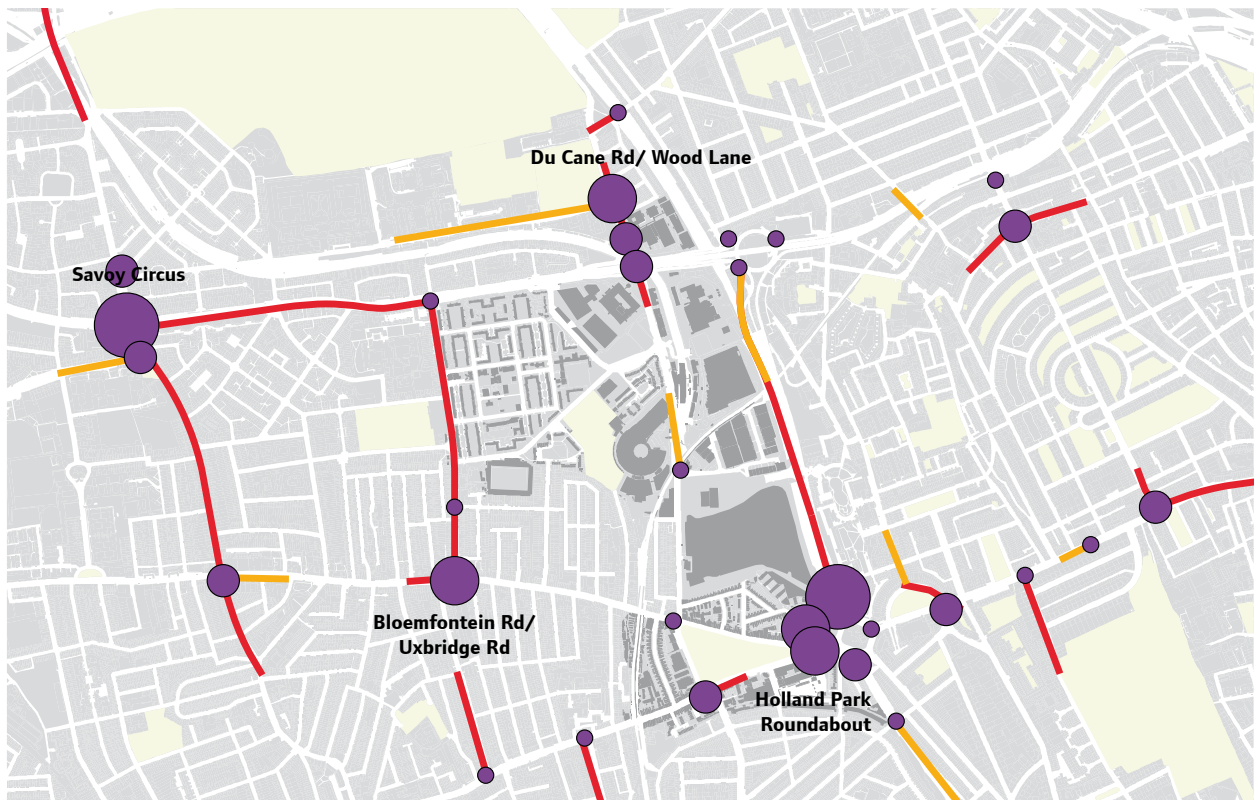 Du Cane Rd/ Wood Lane
Savoy Circus
Bloemfontein Rd/
Uxbridge Rd
Holland Park
Roundabout